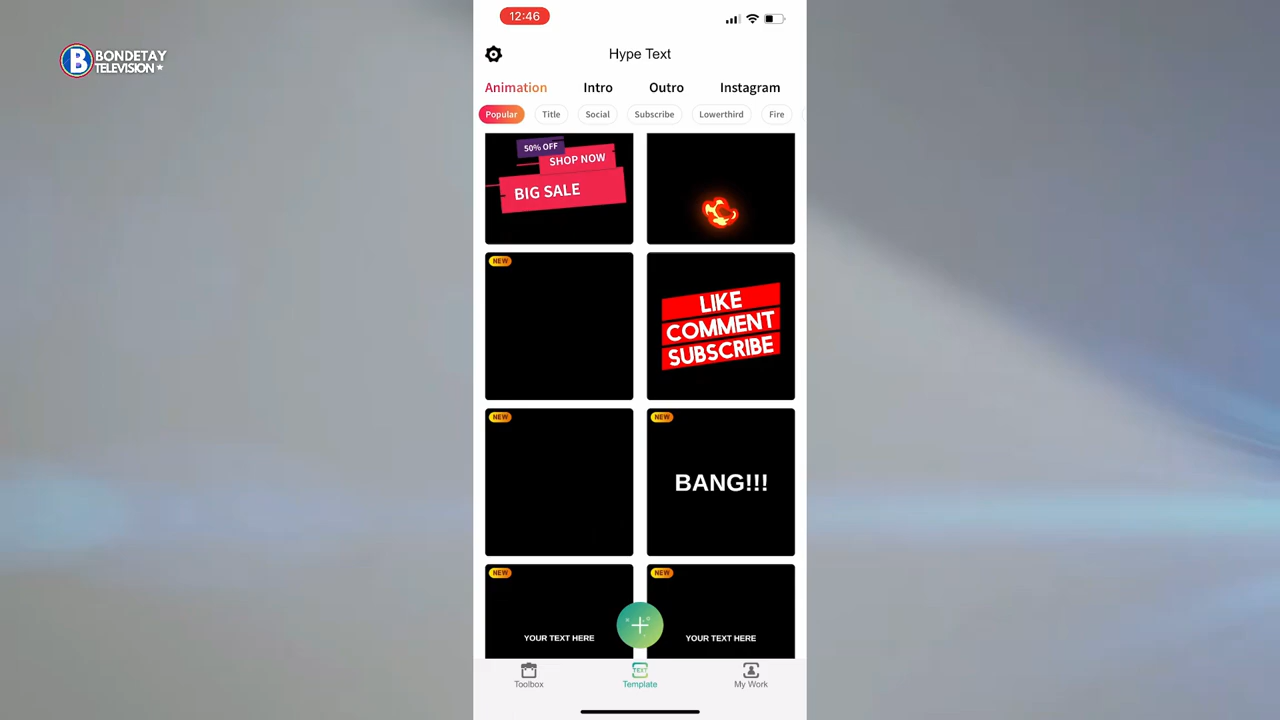 12:46
BONDETAY
TELEVISION
Hype Text
Animation
Intro
Outro
Instagram
Popular
Title
Social
Subscribe
Lowerthird
Fire
50% OFF
SHOP NOW
BIG SALE
NEW
LIKE
COMMENT
SUBSCRIBE
NEW
NEW
BANG!!!
NEW
NEW
YOUR TEXT HERE
YOUR TEXT HERE
TEXT
Toolbox
Template
My Work